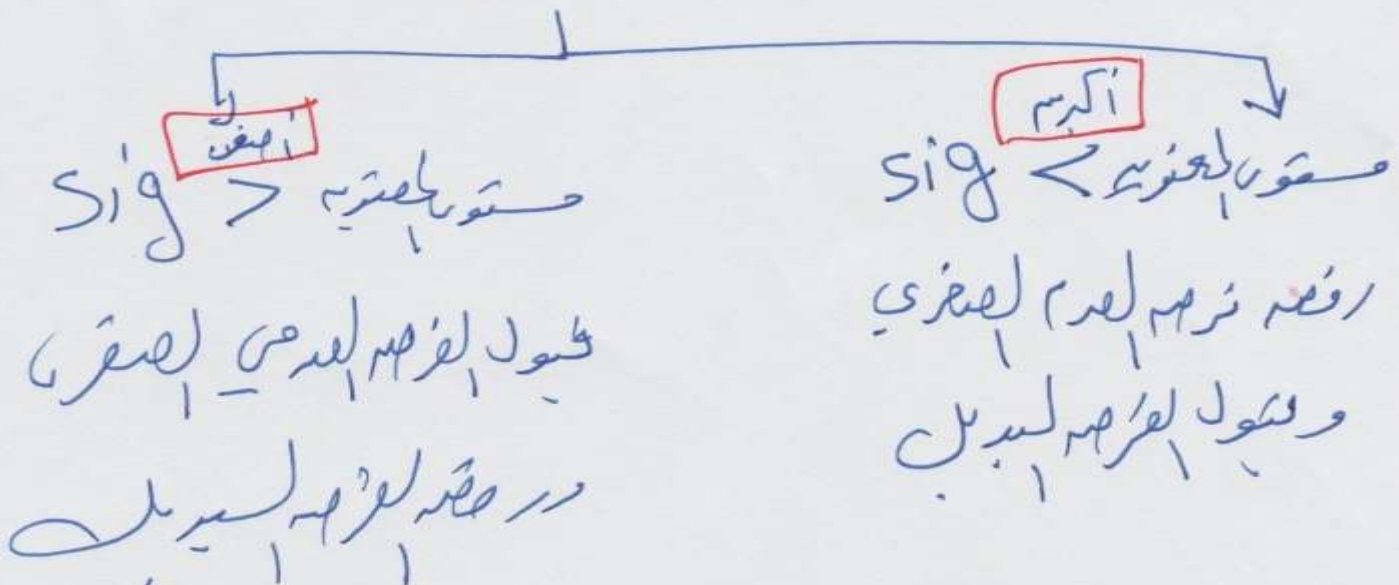 أكبر من
مستوى المعنوية > sig
رفض فرض العدم الصفري
وقبول الفرض البديل
أصغر
مستوى المعنوية < sig
قبول الفرض العدمي الصفري
ورفض الفرض البديل